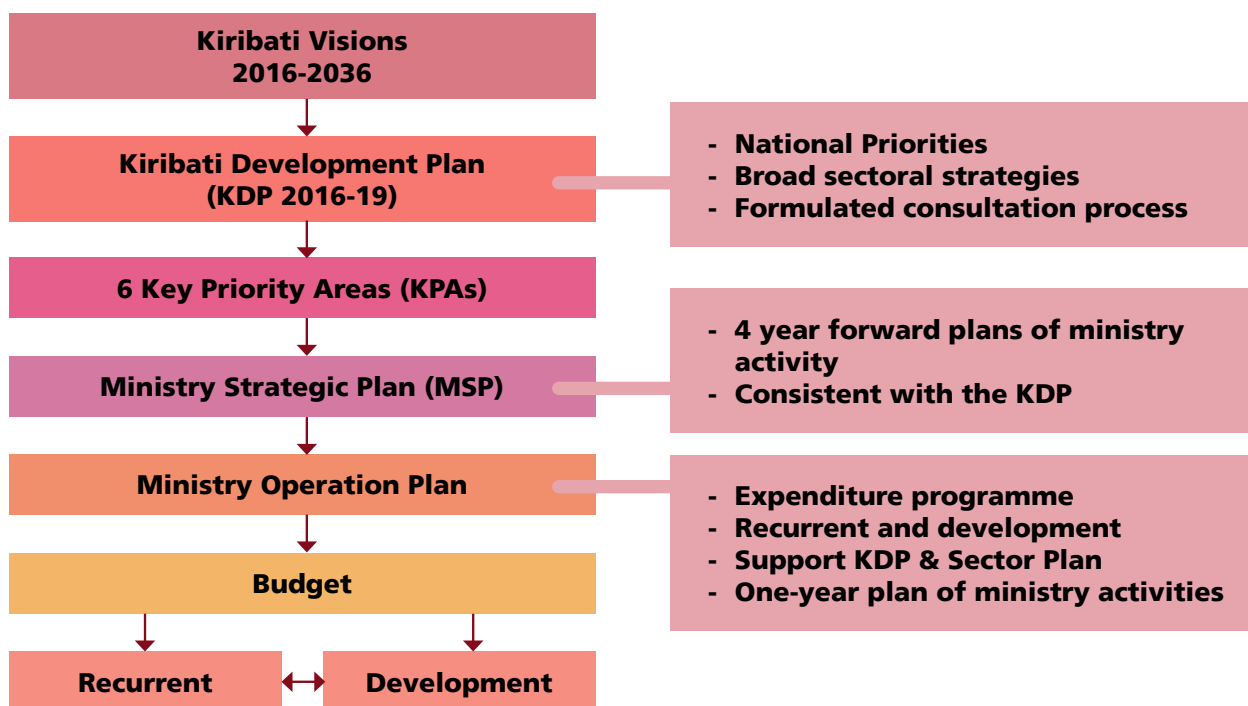 Kiribati Visions
2016-2036
Kiribati Development Plan
(KDP 2016-19)
- National Priorities
- Broad sectoral strategies
- Formulated consultation process
6 Key Priority Areas (KPAs)
Ministry Strategic Plan (MSP)
- 4 year forward plans of ministry
activity
- Consistent with the KDP
Ministry Operation Plan
- Expenditure programme
- Recurrent and development
- Support KDP & Sector Plan
- One-year plan of ministry activities
Budget
Recurrent
Development